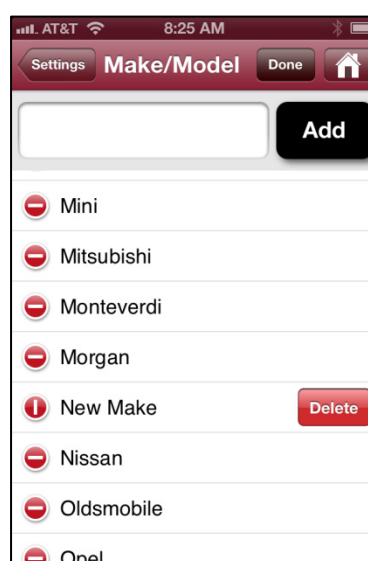 AT&T 8:25 AM
Settings Make/Model Done
Add
Mini
Mitsubishi
Monteverdi
Morgan
New Make Delete
Nissan
Oldsmobile
Opel